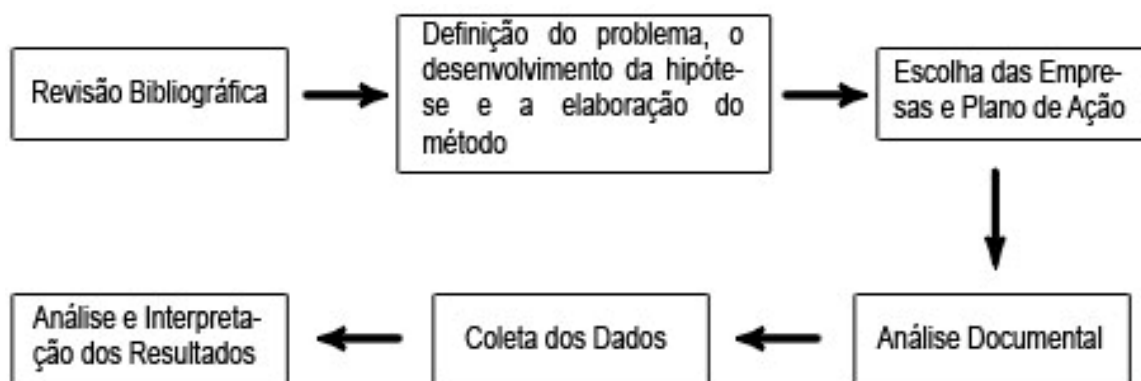 Revisão Bibliográfica
Definição do problema, o
desenvolvimento da hipóte-
se e a elaboração do
método
Escolha das Empre-
sas e Plano de Ação
Análise Documental
Coleta dos Dados
Análise e Interpreta-
ção dos Resultados